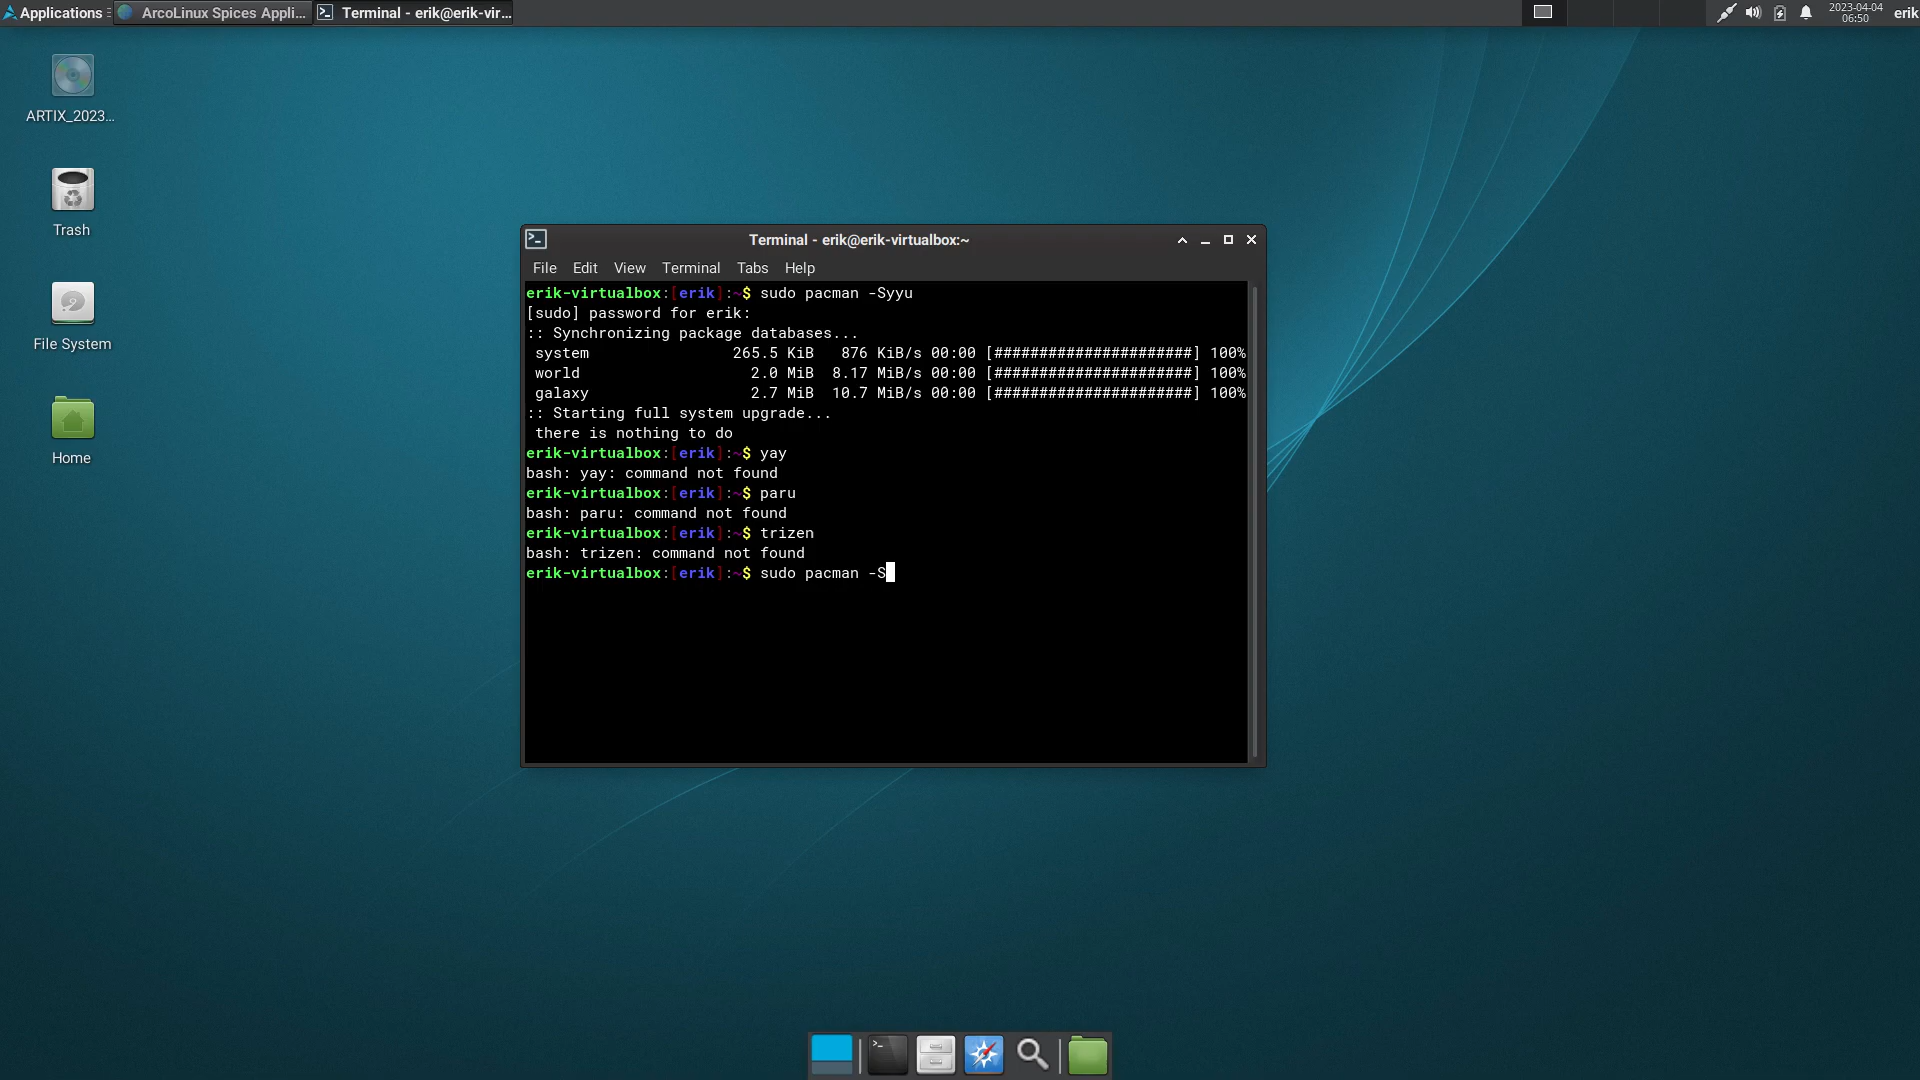 Applications
ArcoLinux Spices Appli...
Terminal - erik@erik-vir...
2023-04-04
06:50
erik
ARTIX_2023...
Trash
File System
Home
Terminal - erik@erik-virtualbox:~
File Edit View Terminal Tabs Help
erik-virtualbox:[erik]:~$ sudo pacman -Syyu
[sudo] password for erik:
:: Synchronizing package databases...
system 265.5 KiB 876 KiB/s 00:00 [######################] 100%
world 2.0 MiB 8.17 MiB/s 00:00 [######################] 100%
galaxy 2.7 MiB 10.7 MiB/s 00:00 [######################] 100%
:: Starting full system upgrade...
there is nothing to do
erik-virtualbox:[erik]:~$ yay
bash: yay: command not found
erik-virtualbox:[erik]:~$ paru
bash: paru: command not found
erik-virtualbox:[erik]:~$ trizen
bash: trizen: command not found
erik-virtualbox:[erik]:~$ sudo pacman -S